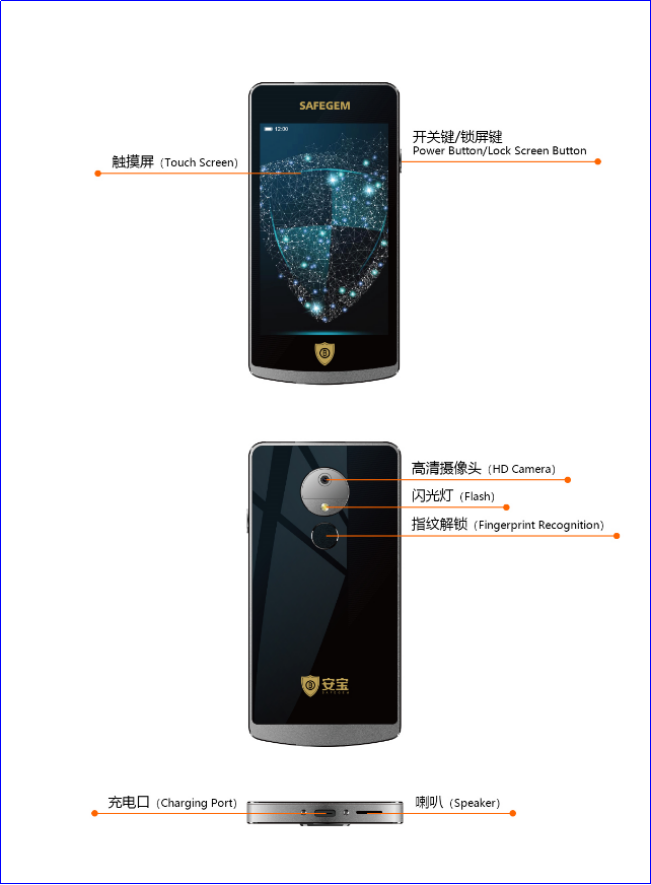 SAFEGEM
12:00
触摸屏（Touch Screen）
开关键/锁屏键
Power Button/Lock Screen Button
高清摄像头（HD Camera）
闪光灯（Flash）
指纹解锁（Fingerprint Recognition）
安宝
SAFEGEM
充电口（Charging Port）
喇叭（Speaker）